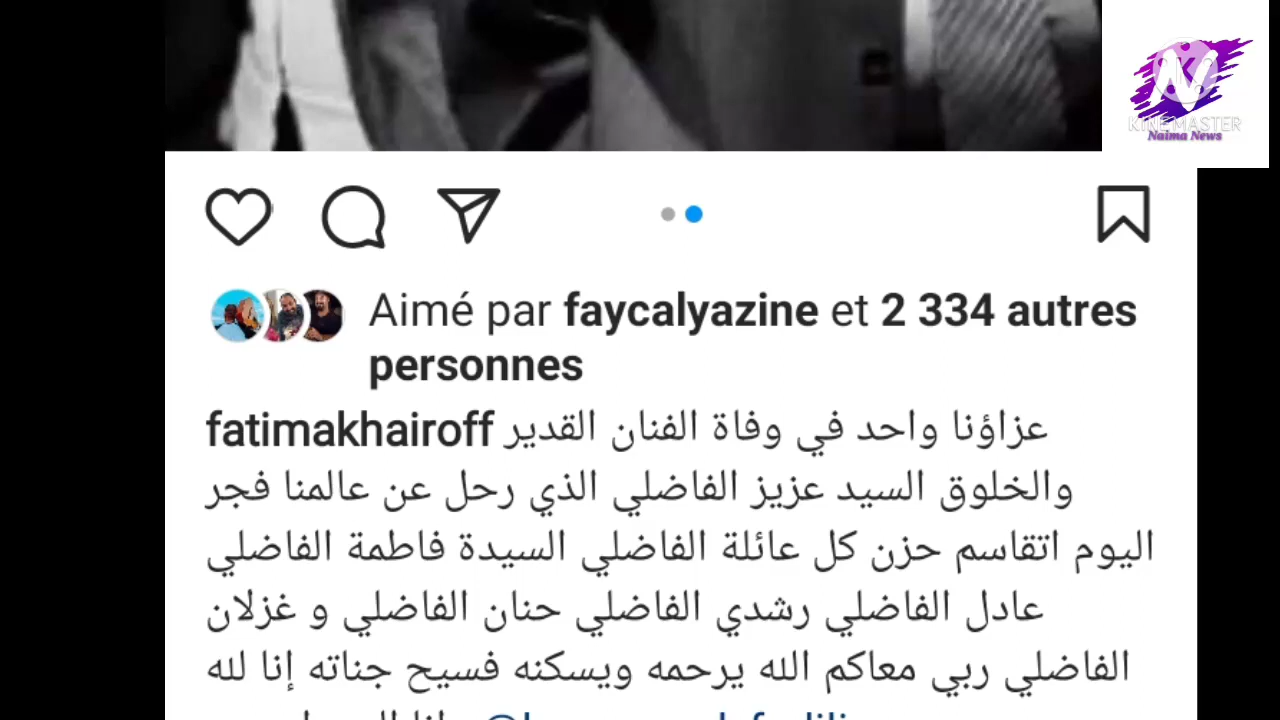 KINEMASTER
Naima News
Aimé par faycalyazine et 2 334 autres
personnes
fatimakhairoff عزاؤنا واحد في وفاة الفنان القدير
والخلوق السيد عزيز الفاضلي الذي رحل عن عالمنا فجر
اليوم اتقاسم حزن كل عائلة الفاضلي السيدة فاطمة الفاضلي
عادل الفاضلي رشدي الفاضلي حنان الفاضلي و غزلان
الفاضلي ربي معاكم الله يرحمه ويسكنه فسيح جناته إنا لله